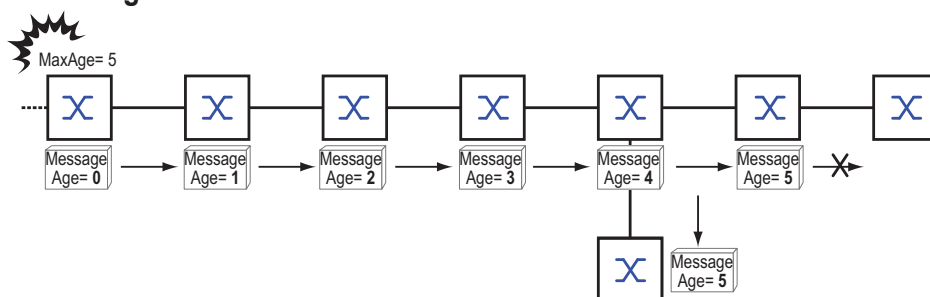 MaxAge= 5
Message
Age= 0
Message
Age= 1
Message
Age= 2
Message
Age= 3
Message
Age= 4
Message
Age= 5
Message
Age= 5